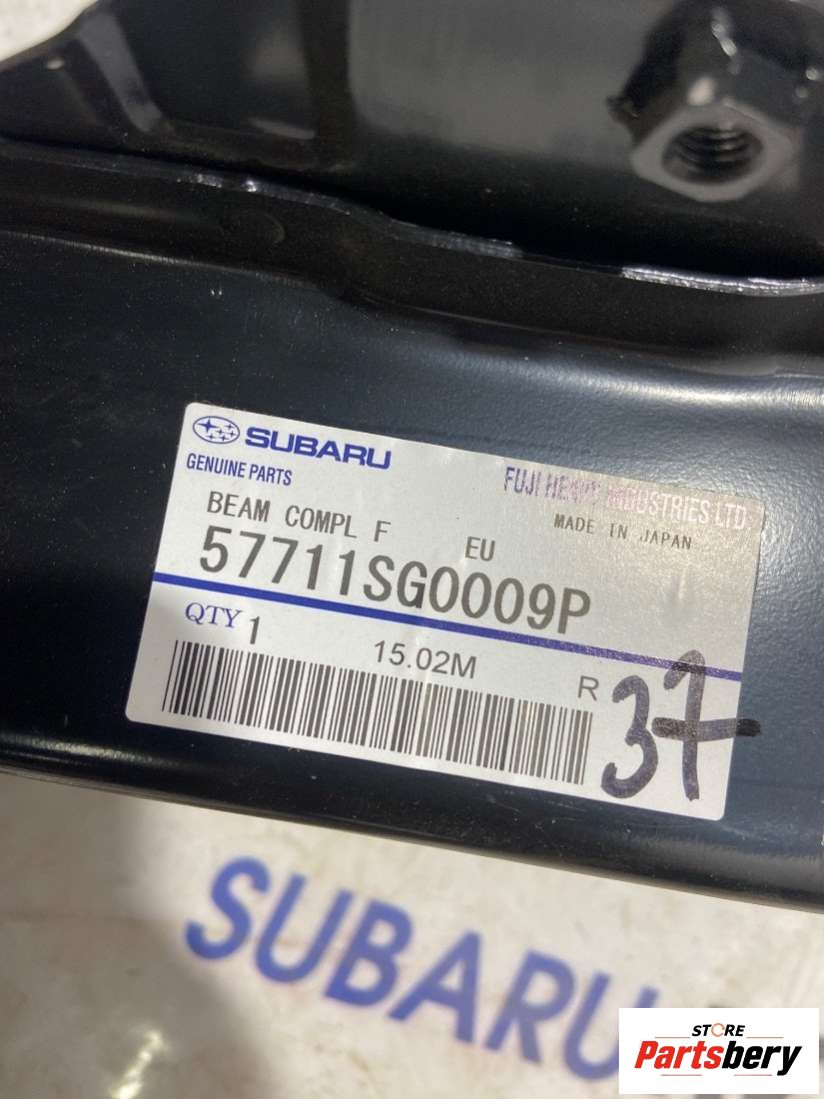 SUBARU
GENUINE PARTS
FUJI HEAVY INDUSTRIES LTD
MADE IN JAPAN
BEAM COMPL F EU
57711SG0009P
QTY 1
15.02M
R
37
SUBARU
STORE
Partsbery